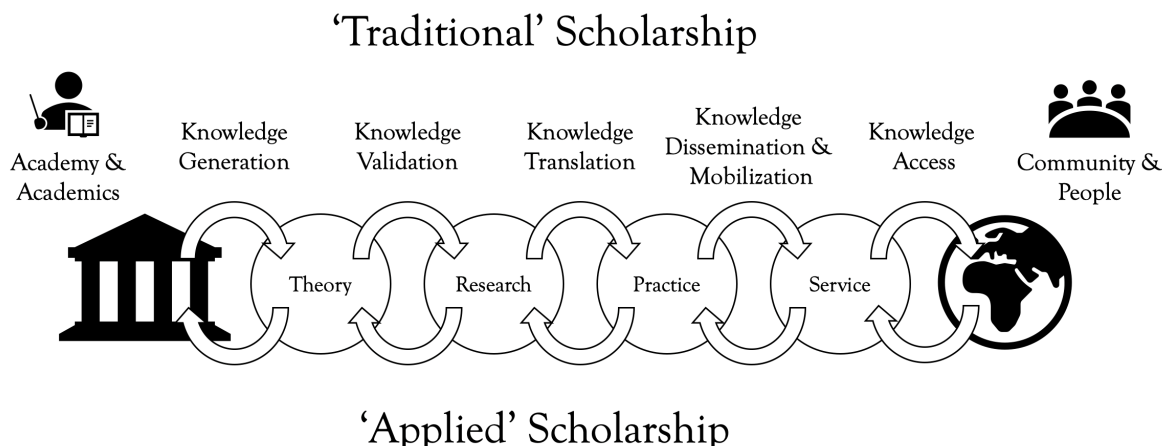 ‘Traditional’ Scholarship
Academy &
Academics
Knowledge
Generation
Knowledge
Validation
Knowledge
Translation
Knowledge
Dissemination &
Mobilization
Knowledge
Access
Community &
People
Theory
Research
Practice
Service
‘Applied’ Scholarship